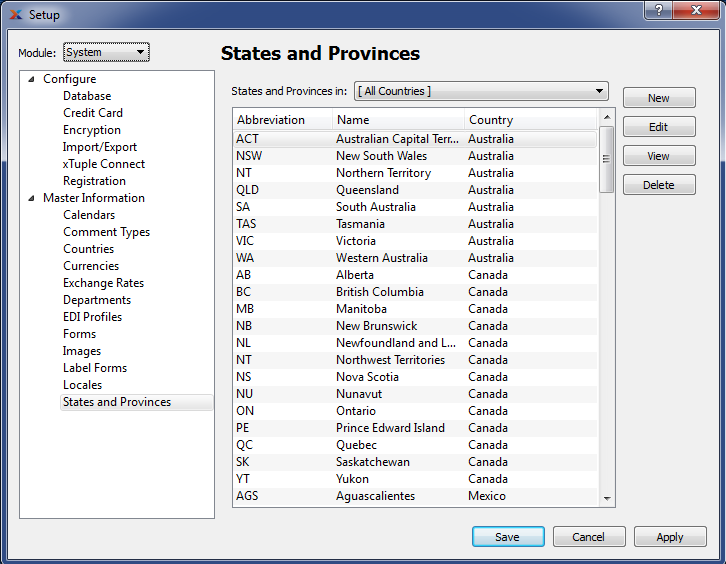 Setup
Module: System
States and Provinces
Configure
Database
Credit Card
Encryption
Import/Export
xTuple Connect
Registration
Master Information
Calendars
Comment Types
Countries
Currencies
Exchange Rates
Departments
EDI Profiles
Forms
Images
Label Forms
Locales
States and Provinces
States and Provinces in: [ All Countries ]
Abbreviation Name Country
ACT Australian Capital Terr... Australia
NSW New South Wales Australia
NT Northern Territory Australia
QLD Queensland Australia
SA South Australia Australia
TAS Tasmania Australia
VIC Victoria Australia
WA Western Australia Australia
AB Alberta Canada
BC British Columbia Canada
MB Manitoba Canada
NB New Brunswick Canada
NL Newfoundland and L... Canada
NT Northwest Territories Canada
NS Nova Scotia Canada
NU Nunavut Canada
ON Ontario Canada
PE Prince Edward Island Canada
QC Quebec Canada
SK Saskatchewan Canada
YT Yukon Canada
AGS Aguascalientes Mexico
New
Edit
View
Delete
Save Cancel Apply